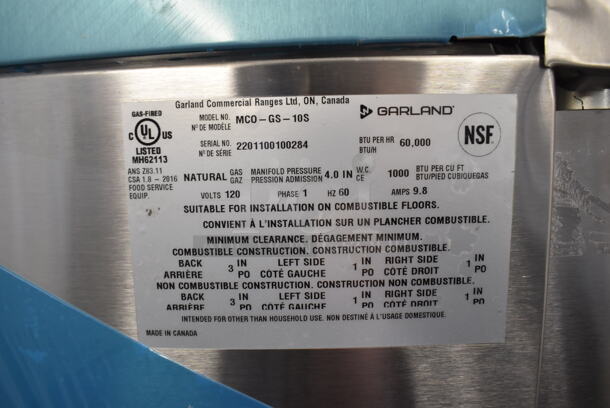 Garland Commercial Ranges Ltd, ON, Canada
GAS-FIRED
C UL US
LISTED
MH62113
ANS Z83.11
CSA 1.8 - 2016
FOOD SERVICE
EQUIP.
MODEL NO. MCO-GS-10S
Nº DE MODÈLE
GARLAND
NSF
SERIAL NO. 2201100100284
Nº DE SÉRIE
BTU PER HR 60,000
BTU/H
NATURAL GAS MANIFOLD PRESSURE 4.0 IN W.C. 1000 BTU PER CU FT
GAZ PRESSION ADMISSION CE BTU/PIED CUBIQUEGAS
VOLTS 120 PHASE 1 HZ 60 AMPS 9.8
SUITABLE FOR INSTALLATION ON COMBUSTIBLE FLOORS.
CONVIENT À L'INSTALLATION SUR UN PLANCHER COMBUSTIBLE.
MINIMUM CLEARANCE. DÉGAGEMENT MINIMUM.
COMBUSTIBLE CONSTRUCTION. CONSTRUCTION COMBUSTIBLE.
BACK 3 IN LEFT SIDE 1 IN RIGHT SIDE 1 IN
ARRIÈRE PO CÔTÉ GAUCHE PO CÔTÉ DROIT PO
NON COMBUSTIBLE CONSTRUCTION. CONSTRUCTION NON COMBUSTIBLE.
BACK 3 IN LEFT SIDE 1 IN RIGHT SIDE 1 IN
ARRIÈRE PO CÔTÉ GAUCHE PO CÔTÉ DROIT PO
INTENDED FOR OTHER THAN HOUSEHOLD USE. NON DESTINÉ À L'USAGE DOMESTIQUE.
MADE IN CANADA